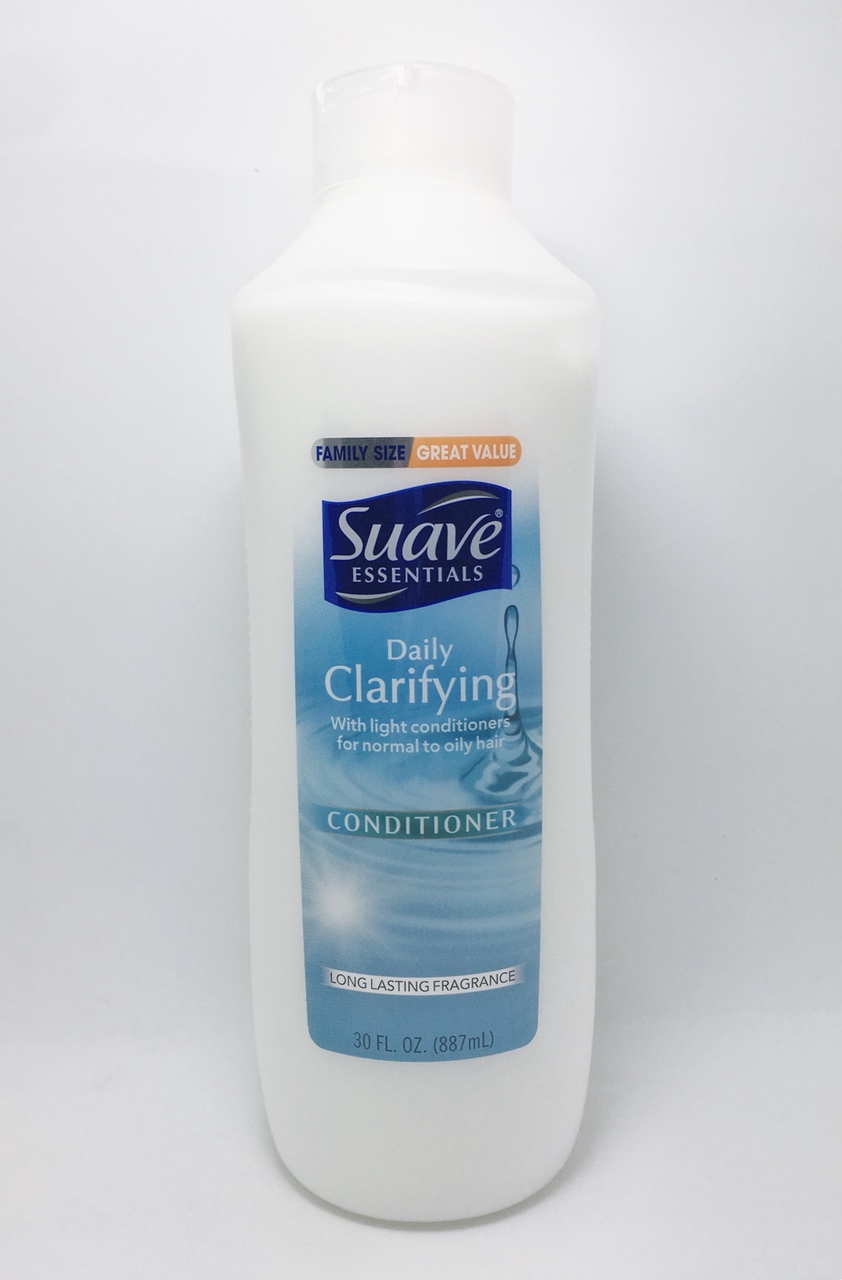 FAMILY SIZE GREAT VALUE
Suave®
ESSENTIALS
Daily
Clarifying
With light conditioners
for normal to oily hair
CONDITIONER
LONG LASTING FRAGRANCE
30 FL. OZ. (887mL)